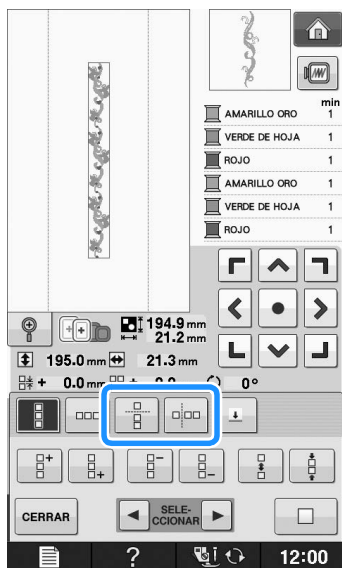 min
AMARILLO ORO 1
VERDE DE HOJA 1
ROJO 1
AMARILLO ORO 1
VERDE DE HOJA 1
ROJO 1
194.9 mm
21.2 mm
195.0 mm 21.3 mm
+ 0.0 mm + 0.0 0°
CERRAR
SELE-
CCIONAR
? 12:00